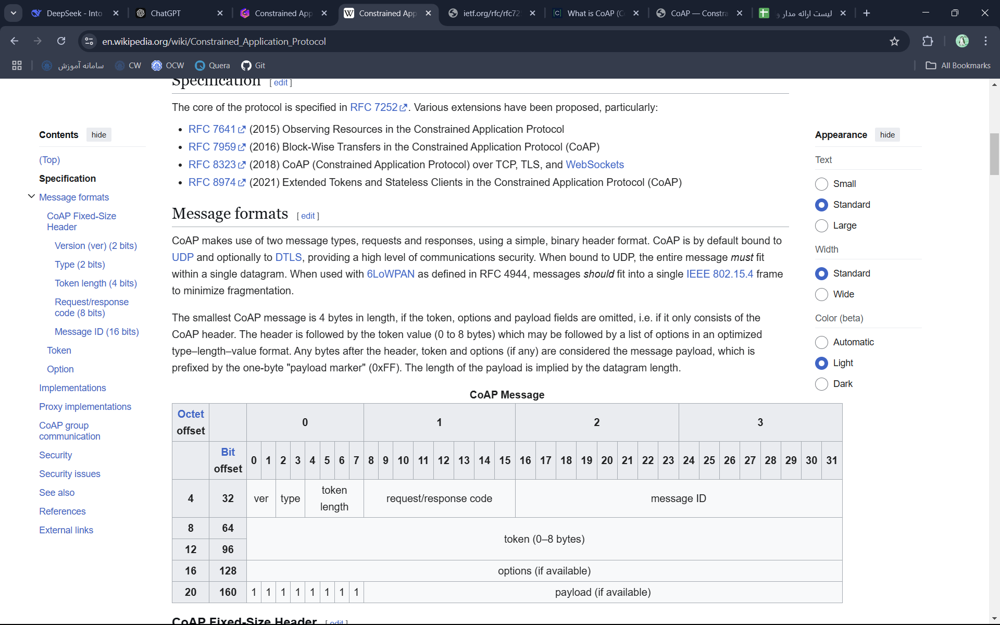 DeepSeek - Into
ChatGPT
Constrained App
Constrained App
ietf.org/rfc/rfc725
What is CoAP (C
CoAP — Constra
لیست ارائه مدار و
en.wikipedia.org/wiki/Constrained_Application_Protocol
سامانه آموزش
CW
OCW
Quera
Git
All Bookmarks
Specification [ edit ]
The core of the protocol is specified in RFC 7252. Various extensions have been proposed, particularly:
• RFC 7641 (2015) Observing Resources in the Constrained Application Protocol
• RFC 7959 (2016) Block-Wise Transfers in the Constrained Application Protocol (CoAP)
• RFC 8323 (2018) CoAP (Constrained Application Protocol) over TCP, TLS, and WebSockets
• RFC 8974 (2021) Extended Tokens and Stateless Clients in the Constrained Application Protocol (CoAP)
Contents hide
(Top)
Specification
Message formats
CoAP Fixed-Size
Header
Version (ver) (2 bits)
Type (2 bits)
Token length (4 bits)
Request/response
code (8 bits)
Message ID (16 bits)
Token
Option
Implementations
Proxy implementations
CoAP group
communication
Security
Security issues
See also
References
External links
Message formats [ edit ]
CoAP makes use of two message types, requests and responses, using a simple, binary header format. CoAP is by default bound to
UDP and optionally to DTLS, providing a high level of communications security. When bound to UDP, the entire message must fit
within a single datagram. When used with 6LoWPAN as defined in RFC 4944, messages should fit into a single IEEE 802.15.4 frame
to minimize fragmentation.
The smallest CoAP message is 4 bytes in length, if the token, options and payload fields are omitted, i.e. if it only consists of the
CoAP header. The header is followed by the token value (0 to 8 bytes) which may be followed by a list of options in an optimized
type–length–value format. Any bytes after the header, token and options (if any) are considered the message payload, which is
prefixed by the one-byte "payload marker" (0xFF). The length of the payload is implied by the datagram length.
CoAP Message
Octet
offset
0 1 2 3
Bit
offset
0 1 2 3 4 5 6 7 8 9 10 11 12 13 14 15 16 17 18 19 20 21 22 23 24 25 26 27 28 29 30 31
4 32 ver type token
length
request/response code message ID
8 64
token (0–8 bytes)
12 96
16 128 options (if available)
20 160 1 1 1 1 1 1 1 1 payload (if available)
CoAP Fixed-Size Header [ edit ]
Appearance hide
Text
Small
Standard
Large
Width
Standard
Wide
Color (beta)
Automatic
Light
Dark